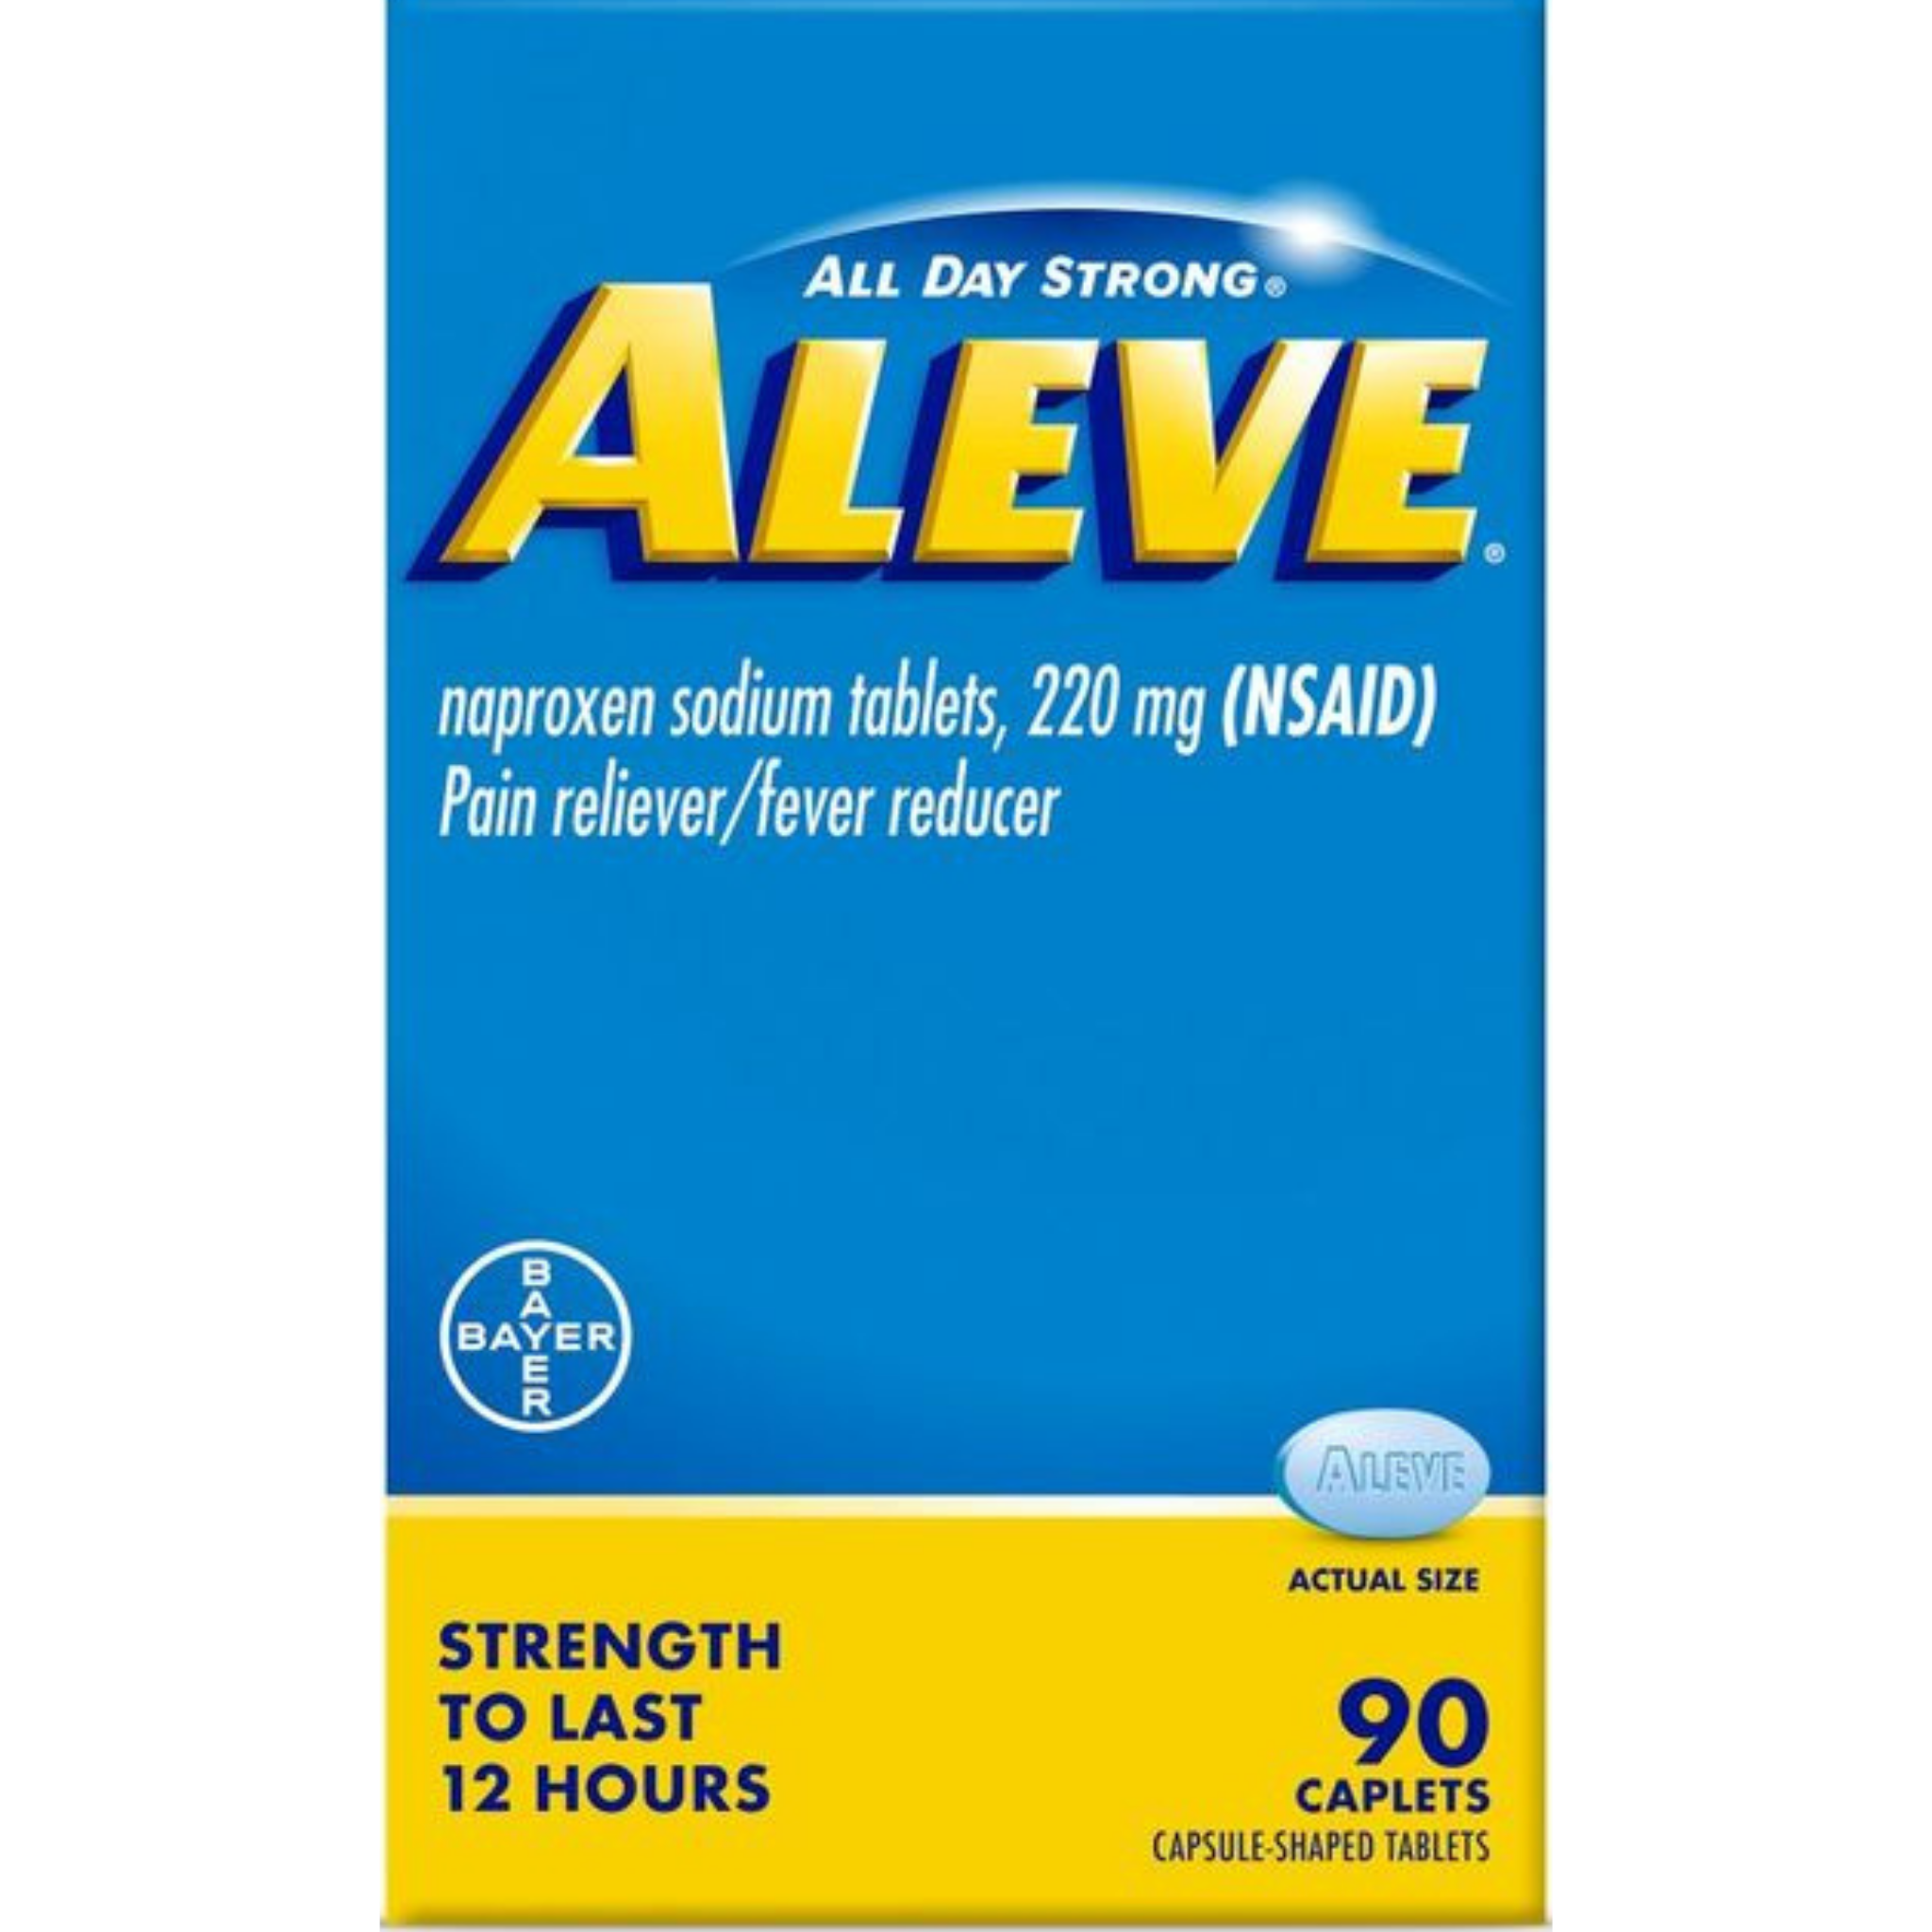 ALL DAY STRONG®
ALEVE®
naproxen sodium tablets, 220 mg (NSAID)
Pain reliever/fever reducer
B
A
BAYER
E
R
ALEVE
ACTUAL SIZE
STRENGTH
TO LAST
12 HOURS
90
CAPLETS
CAPSULE-SHAPED TABLETS